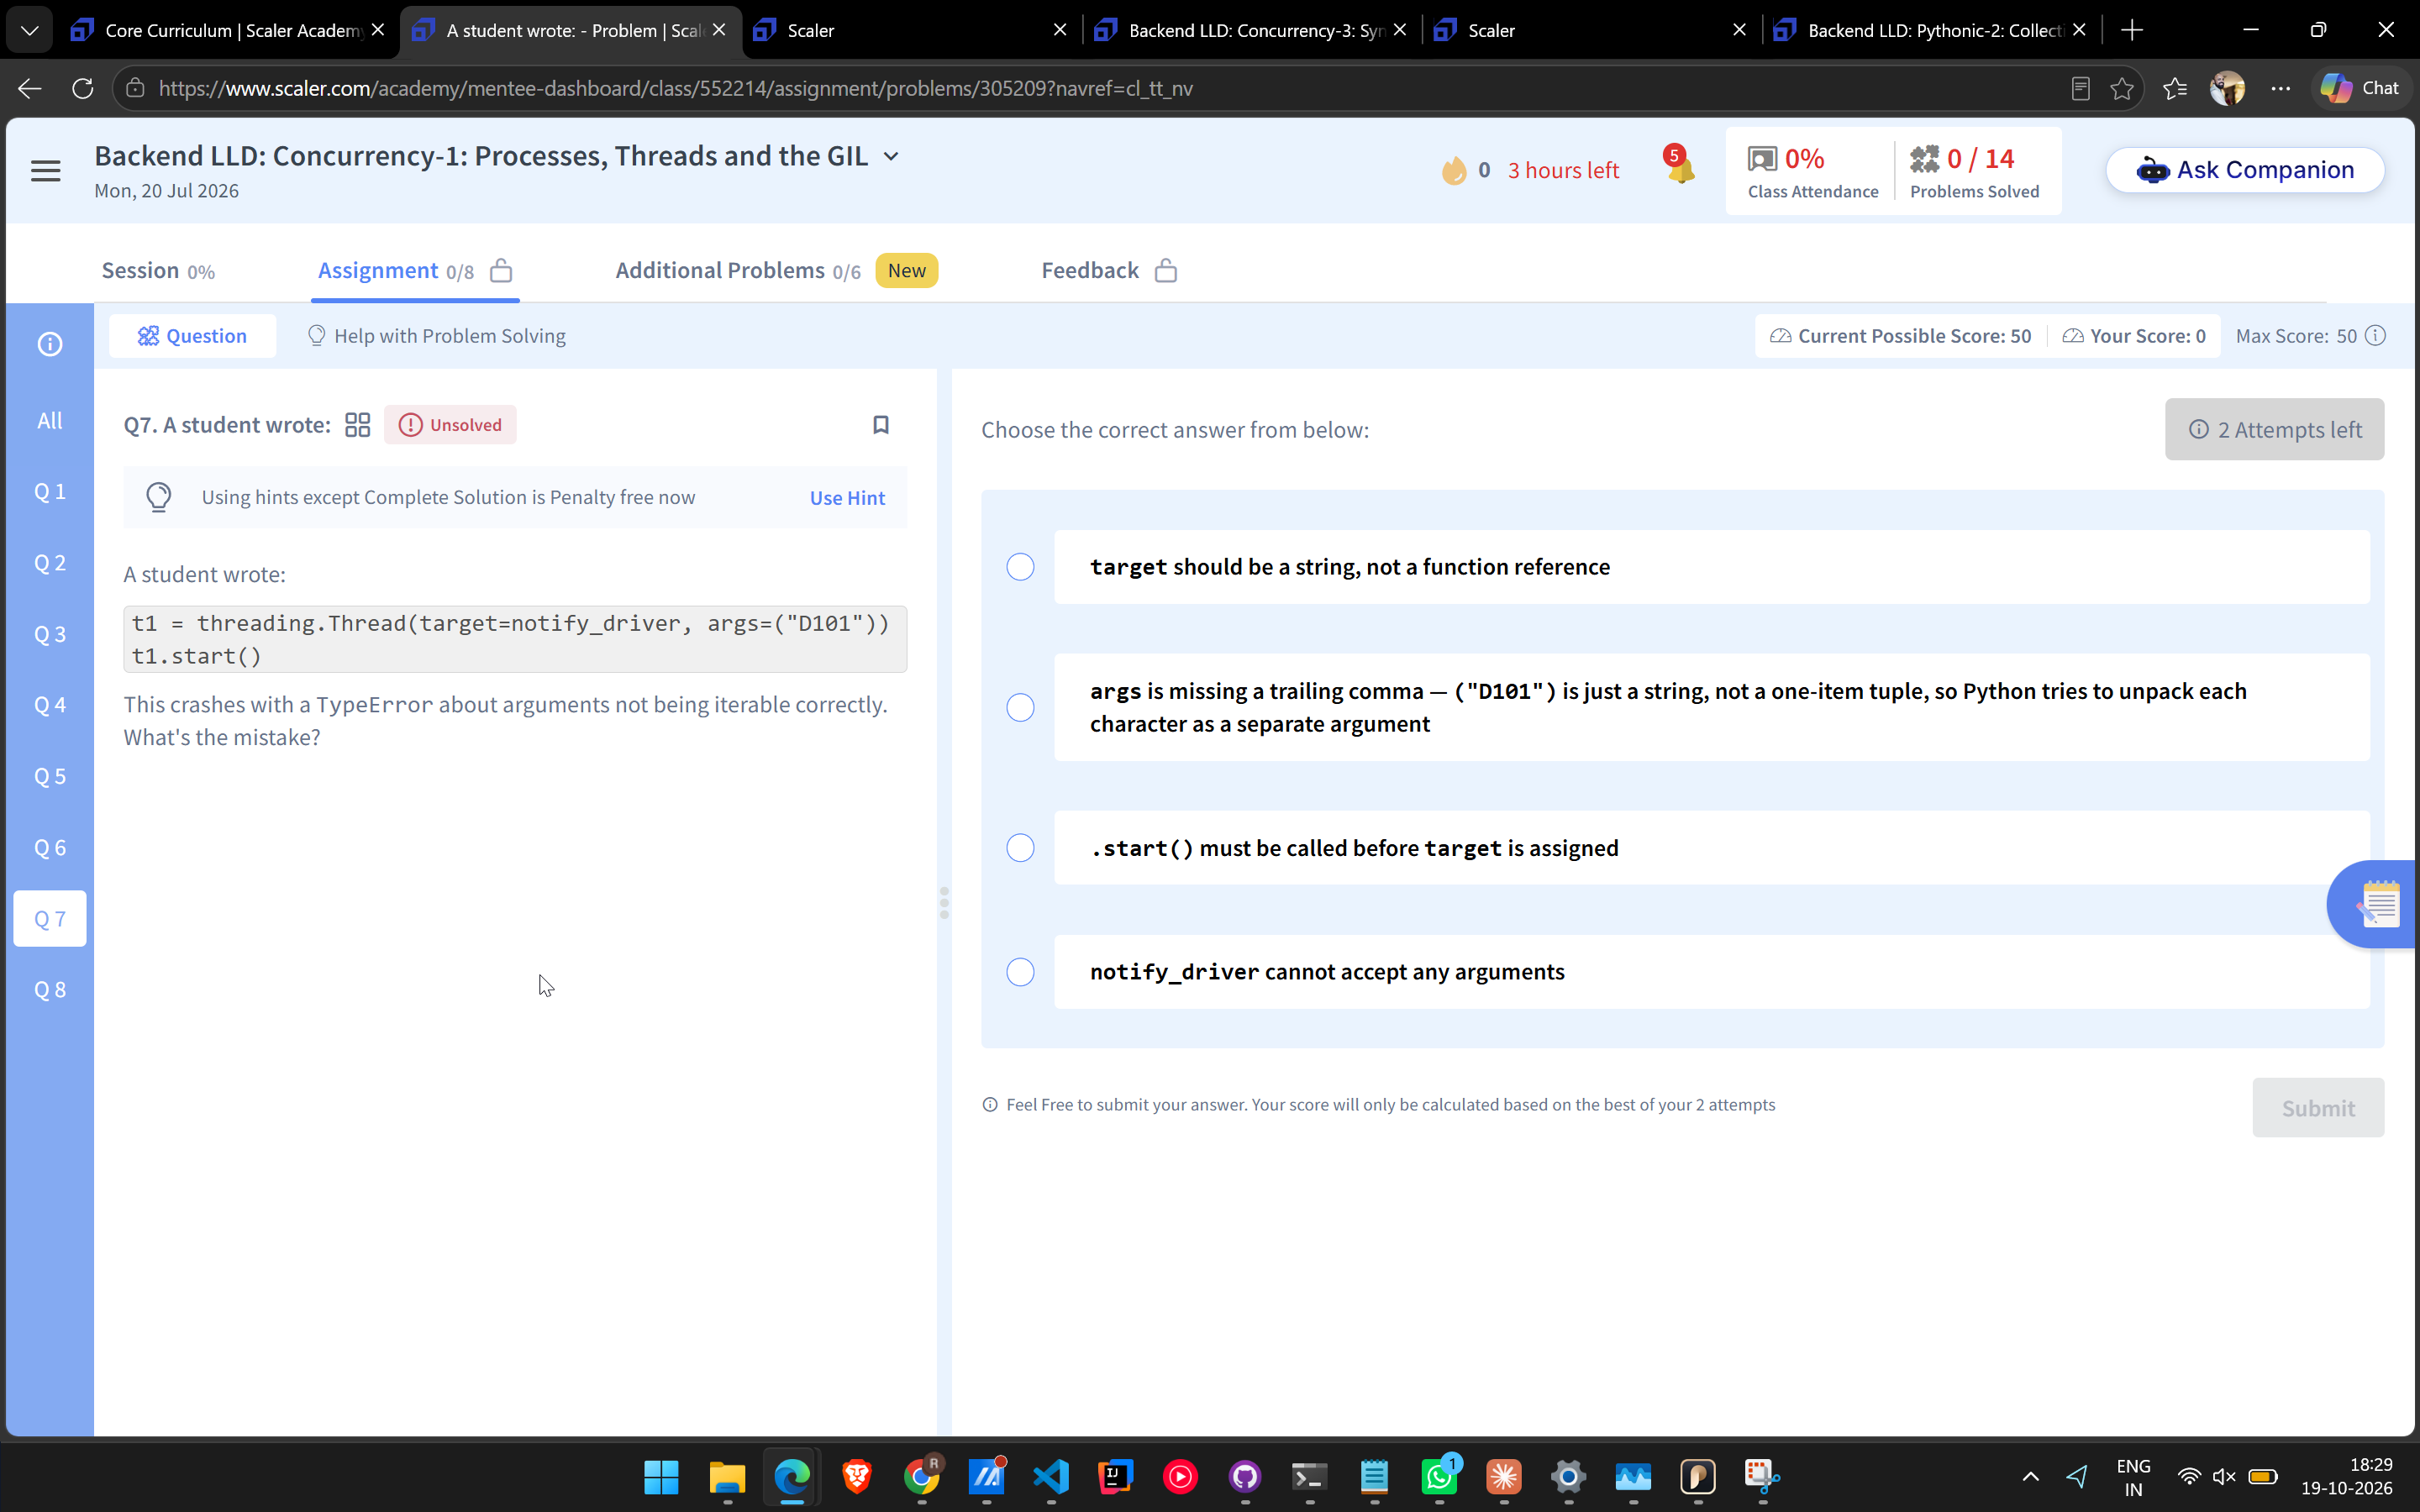 Core Curriculum | Scaler Academy
A student wrote: - Problem | Scal
Scaler
Backend LLD: Concurrency-3: Syn
Scaler
Backend LLD: Pythonic-2: Collecti
https://www.scaler.com/academy/mentee-dashboard/class/552214/assignment/problems/305209?navref=cl_tt_nv
Chat
Backend LLD: Concurrency-1: Processes, Threads and the GIL
Mon, 20 Jul 2026
0 3 hours left
5
0%
Class Attendance
0 / 14
Problems Solved
Ask Companion
Session 0%
Assignment 0/8
Additional Problems 0/6 New
Feedback
Question
Help with Problem Solving
Current Possible Score: 50
Your Score: 0
Max Score: 50
All
Q 1
Q 2
Q 3
Q 4
Q 5
Q 6
Q 7
Q 8
Q7. A student wrote:
Unsolved
Using hints except Complete Solution is Penalty free now
Use Hint
A student wrote:
t1 = threading.Thread(target=notify_driver, args=("D101"))
t1.start()
This crashes with a TypeError about arguments not being iterable correctly.
What's the mistake?
Choose the correct answer from below:
2 Attempts left
target should be a string, not a function reference
args is missing a trailing comma — ("D101") is just a string, not a one-item tuple, so Python tries to unpack each
character as a separate argument
.start() must be called before target is assigned
notify_driver cannot accept any arguments
Feel Free to submit your answer. Your score will only be calculated based on the best of your 2 attempts
Submit
R
IJ
1
ENG
IN
18:29
19-10-2026